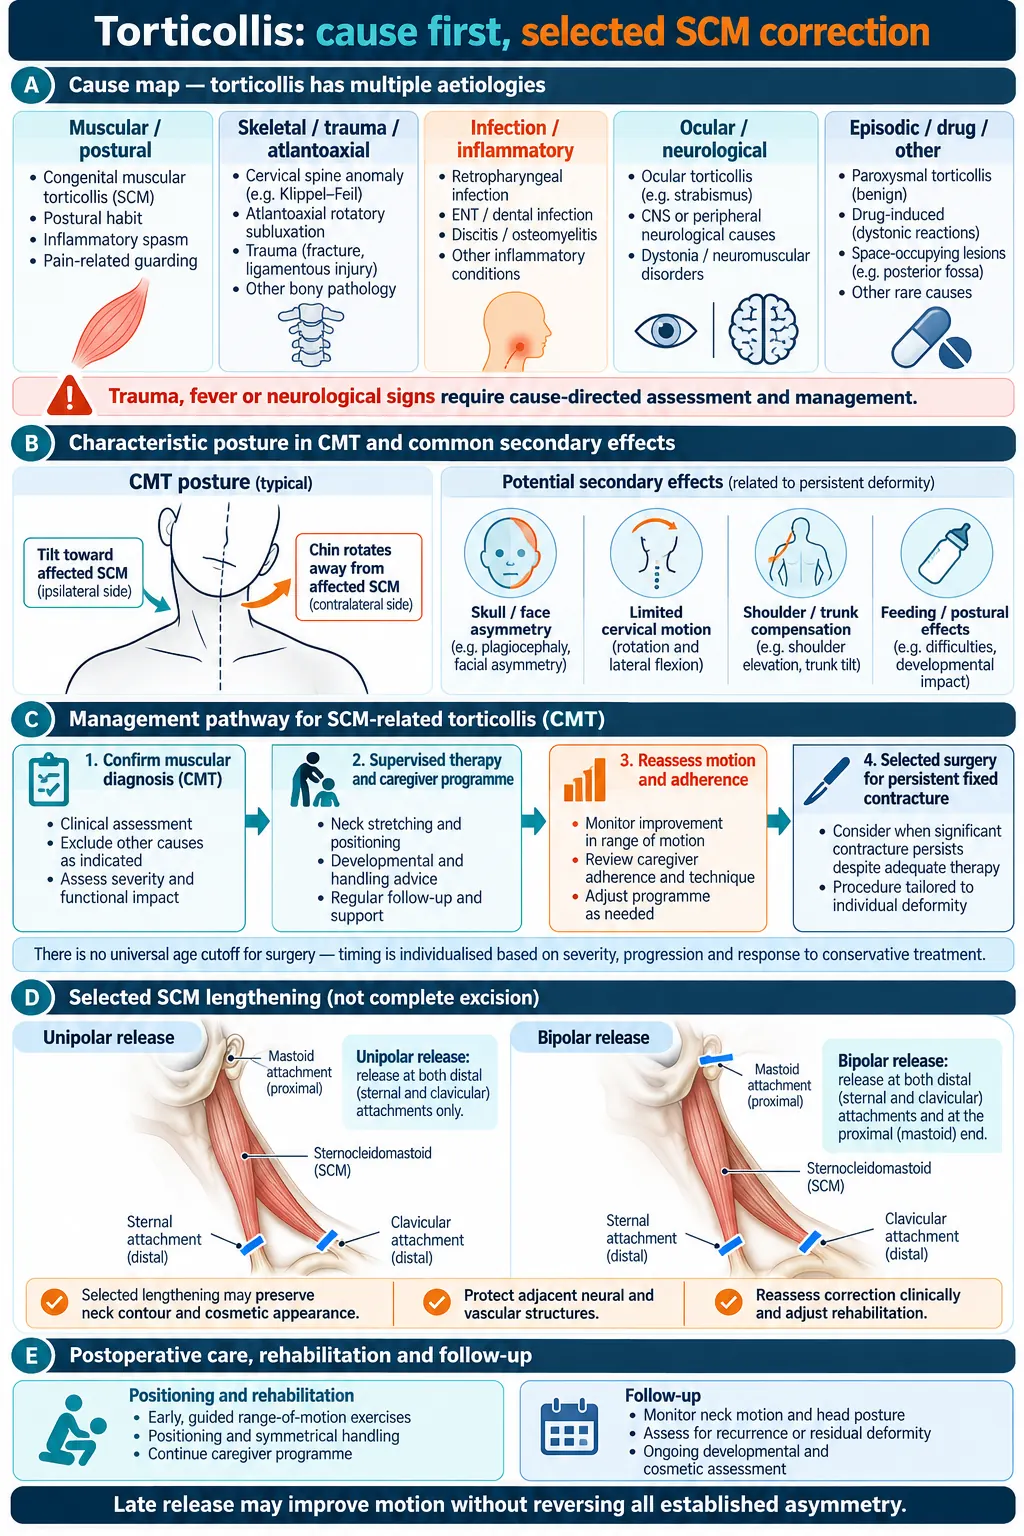 Torticollis: cause first, selected SCM correction
A
Cause map — torticollis has multiple aetiologies
Muscular /
postural
• Congenital muscular
torticollis (SCM)
• Postural habit
• Inflammatory spasm
• Pain-related guarding
Skeletal / trauma /
atlantoaxial
• Cervical spine anomaly
(e.g. Klippel–Feil)
• Atlantoaxial rotatory
subluxation
• Trauma (fracture,
ligamentous injury)
• Other bony pathology
Infection /
inflammatory
• Retropharyngeal
infection
• ENT / dental infection
• Discitis / osteomyelitis
• Other inflammatory
conditions
Ocular /
neurological
• Ocular torticollis
(e.g. strabismus)
• CNS or peripheral
neurological causes
• Dystonia / neuromuscular
disorders
Episodic / drug /
other
• Paroxysmal torticollis
(benign)
• Drug-induced
(dystonic reactions)
• Space-occupying lesions
(e.g. posterior fossa)
• Other rare causes
! Trauma, fever or neurological signs require cause-directed assessment and management.
B
Characteristic posture in CMT and common secondary effects
CMT posture (typical)
Tilt toward
affected SCM
(ipsilateral side)
Chin rotates
away from
affected SCM
(contralateral side)
Potential secondary effects (related to persistent deformity)
Skull / face
asymmetry
(e.g. plagiocephaly,
facial asymmetry)
Limited
cervical motion
(rotation and
lateral flexion)
Shoulder / trunk
compensation
(e.g. shoulder
elevation, trunk tilt)
Feeding / postural
effects
(e.g. difficulties,
developmental
impact)
C
Management pathway for SCM-related torticollis (CMT)
1. Confirm muscular
diagnosis (CMT)
• Clinical assessment
• Exclude other causes
as indicated
• Assess severity and
functional impact
2. Supervised therapy
and caregiver programme
• Neck stretching and
positioning
• Developmental and
handling advice
• Regular follow-up and
support
3. Reassess motion
and adherence
• Monitor improvement
in range of motion
• Review caregiver
adherence and technique
• Adjust programme
as needed
4. Selected surgery
for persistent fixed
contracture
• Consider when significant
contracture persists
despite adequate therapy
• Procedure tailored to
individual deformity
There is no universal age cutoff for surgery — timing is individualised based on severity, progression and response to conservative treatment.
D
Selected SCM lengthening (not complete excision)
Unipolar release
Mastoid
attachment
(proximal)
Unipolar release:
release at both distal
(sternal and clavicular)
attachments only.
Sternocleidomastoid
(SCM)
Sternal
attachment
(distal)
Clavicular
attachment
(distal)
Bipolar release
Mastoid
attachment
(proximal)
Bipolar release:
release at both distal
(sternal and clavicular)
attachments and at the
proximal (mastoid) end.
Sternocleidomastoid
(SCM)
Sternal
attachment
(distal)
Clavicular
attachment
(distal)
Selected lengthening may preserve
neck contour and cosmetic appearance.
Protect adjacent neural and
vascular structures.
Reassess correction clinically
and adjust rehabilitation.
E
Postoperative care, rehabilitation and follow-up
Positioning and rehabilitation
• Early, guided range-of-motion exercises
• Positioning and symmetrical handling
• Continue caregiver programme
Follow-up
• Monitor neck motion and head posture
• Assess for recurrence or residual deformity
• Ongoing developmental and
cosmetic assessment
Late release may improve motion without reversing all established asymmetry.